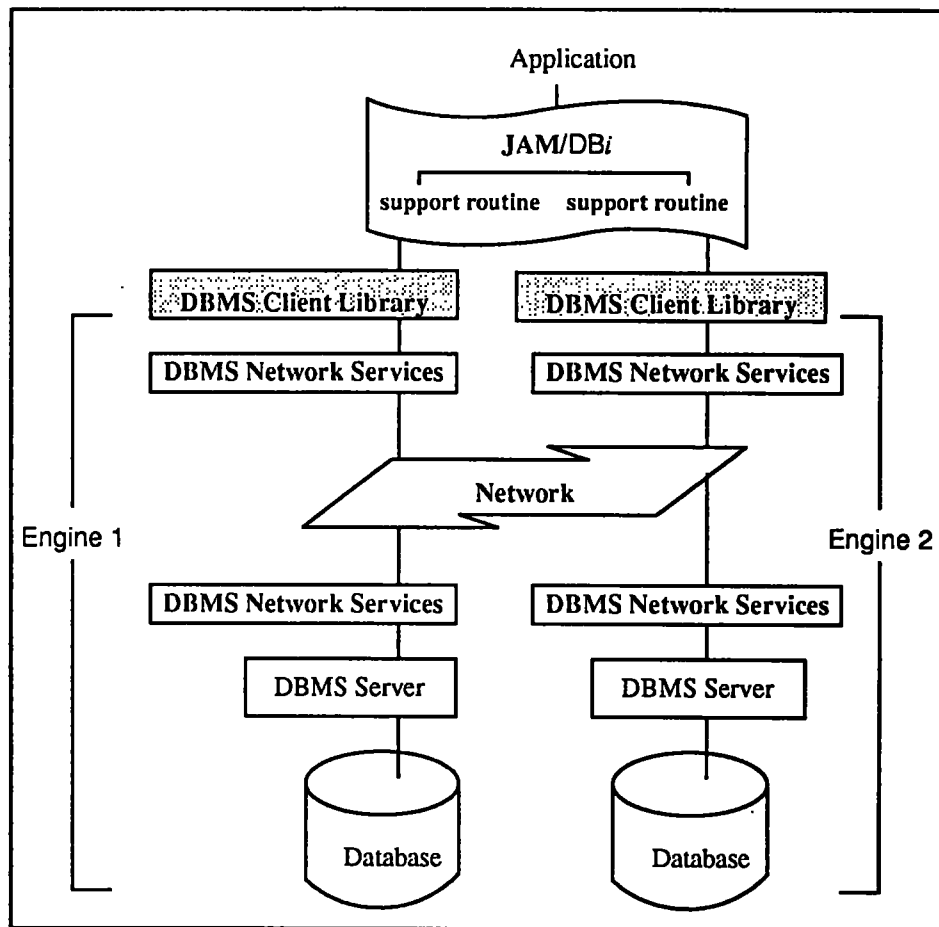 Application
JAM/DBi
support routine support routine
DBMS Client Library DBMS Client Library
DBMS Network Services DBMS Network Services
Network
Engine 1 Engine 2
DBMS Network Services DBMS Network Services
DBMS Server DBMS Server
Database Database